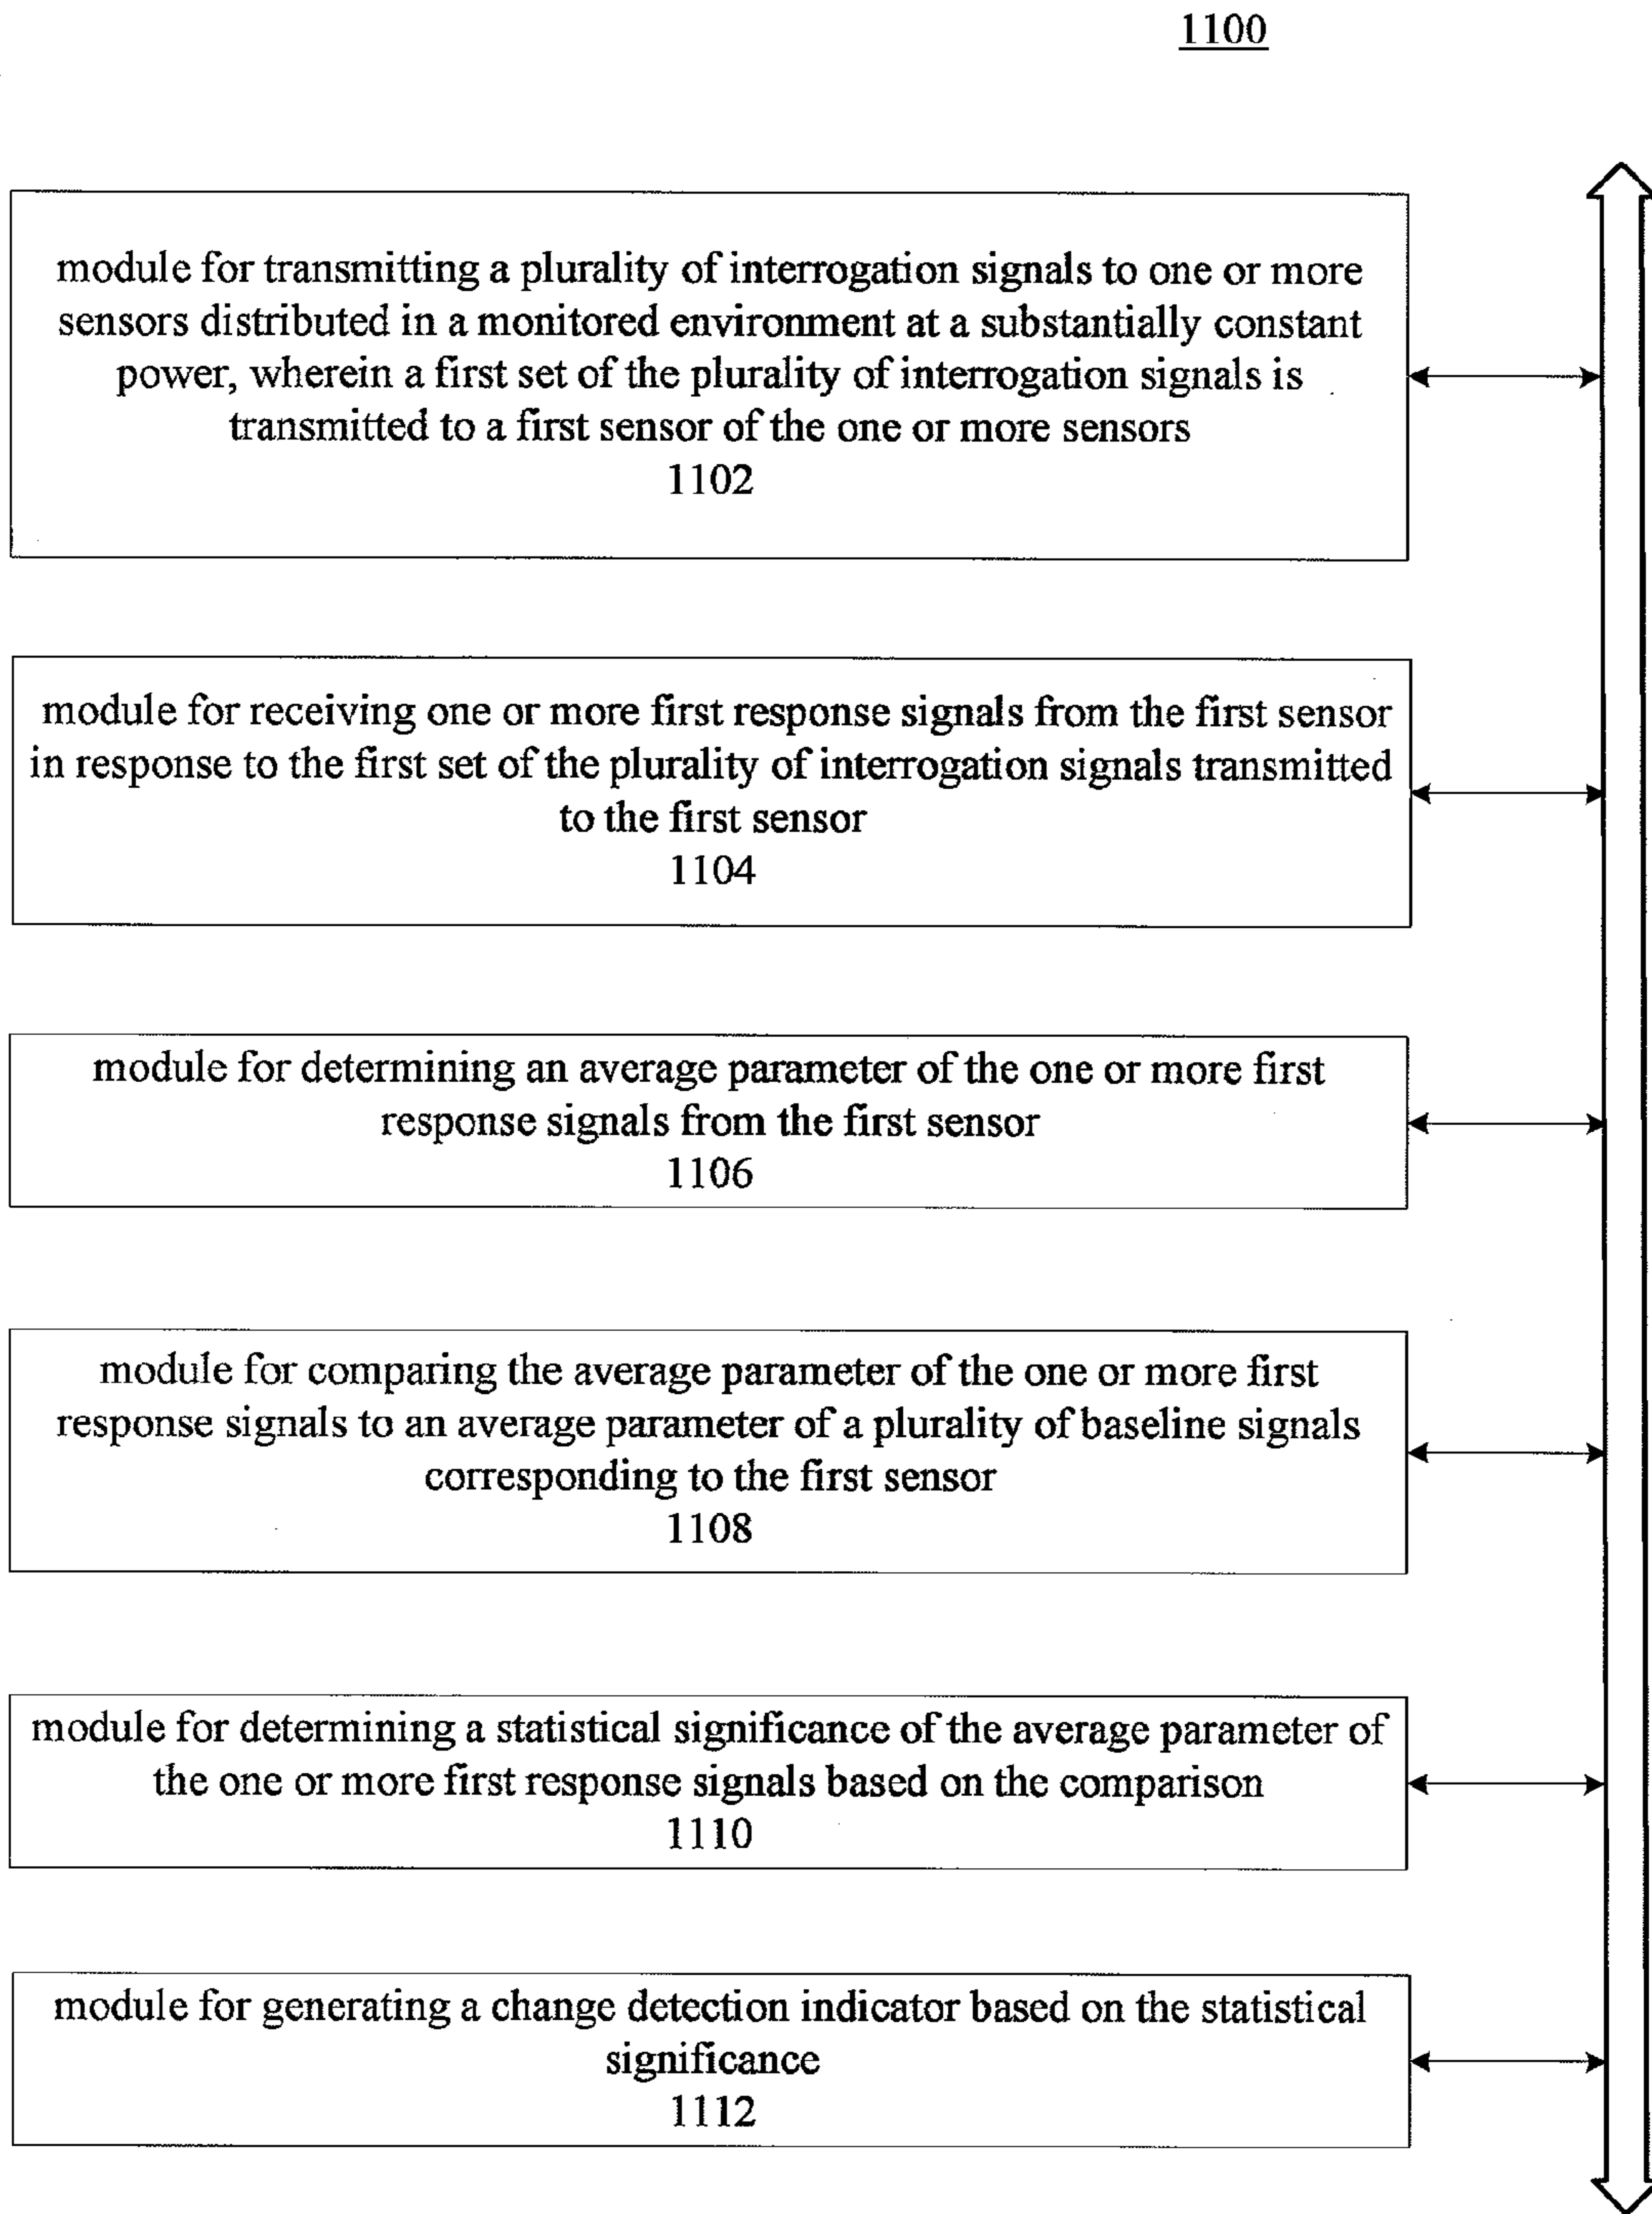 1100
module for transmitting a plurality of interrogation signals to one or more
sensors distributed in a monitored environment at a substantially constant
power, wherein a first set of the plurality of interrogation signals is
transmitted to a first sensor of the one or more sensors
1102
module for receiving one or more first response signals from the first sensor
in response to the first set of the plurality of interrogation signals transmitted
to the first sensor
1104
module for determining an average parameter of the one or more first
response signals from the first sensor
1106
module for comparing the average parameter of the one or more first
response signals to an average parameter of a plurality of baseline signals
corresponding to the first sensor
1108
module for determining a statistical significance of the average parameter of
the one or more first response signals based on the comparison
1110
module for generating a change detection indicator based on the statistical
significance
1112